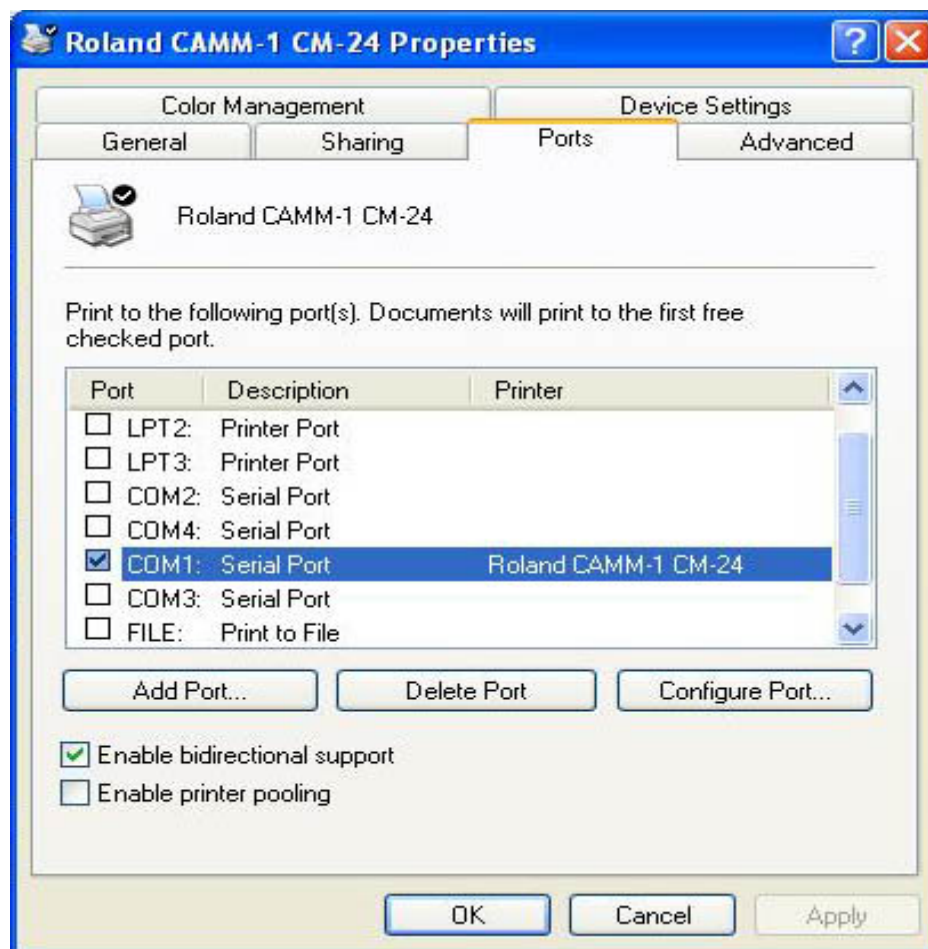 Roland CAMM-1 CM-24 Properties
?
Color Management Device Settings
General Sharing Ports Advanced
Roland CAMM-1 CM-24
Print to the following port(s). Documents will print to the first free
checked port.
Port Description Printer
LPT2: Printer Port
LPT3: Printer Port
COM2: Serial Port
COM4: Serial Port
COM1: Serial Port Roland CAMM-1 CM-24
COM3: Serial Port
FILE: Print to File
Add Port... Delete Port Configure Port...
Enable bidirectional support
Enable printer pooling
OK Cancel Apply